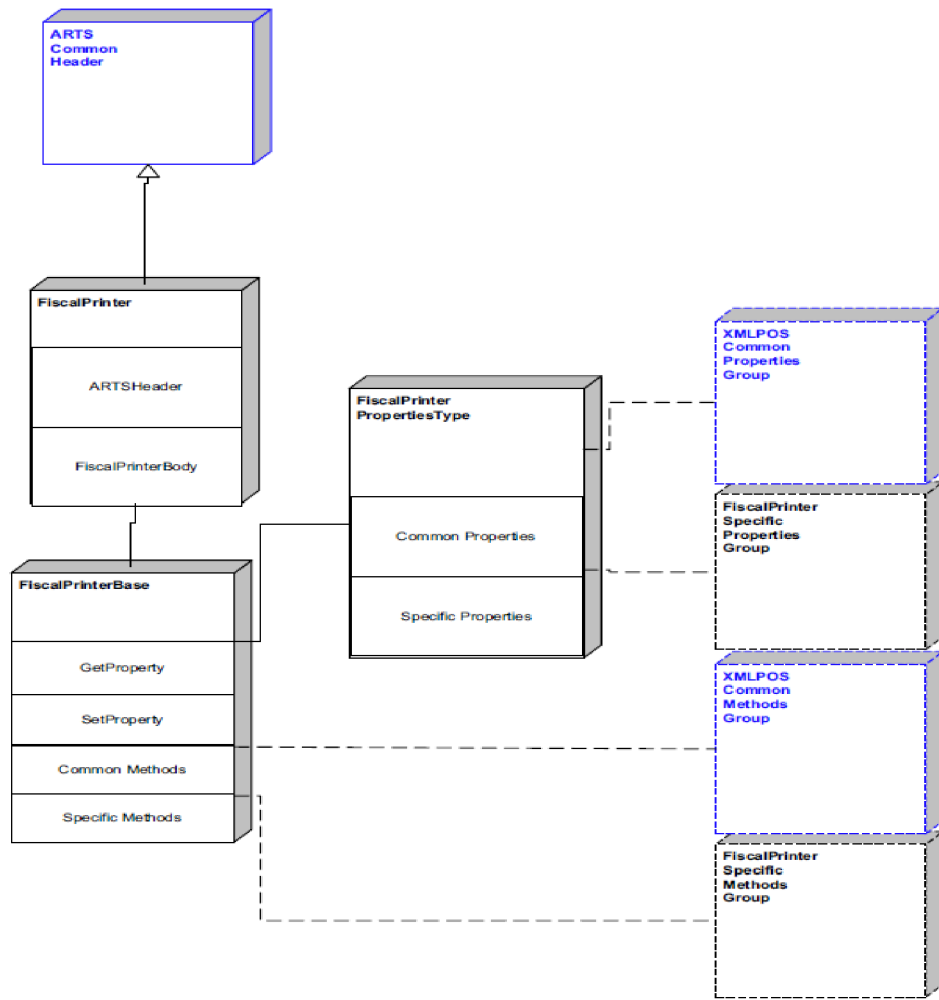 ARTS
Common
Header
FiscalPrinter
ARTSHeader
FiscalPrinterBody
FiscalPrinterBase
GetProperty
SetProperty
Common Methods
Specific Methods
FiscalPrinter
PropertiesType
Common Properties
Specific Properties
XMLPOS
Common
Properties
Group
FiscalPrinter
Specific
Properties
Group
XMLPOS
Common
Methods
Group
FiscalPrinter
Specific
Methods
Group